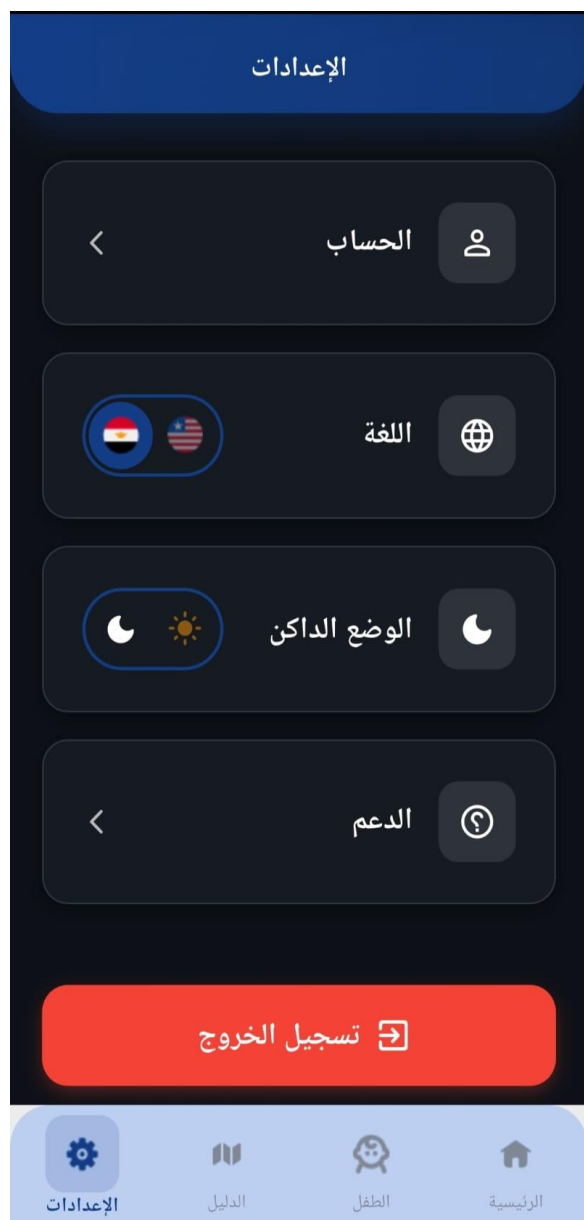 الإعدادات
الحساب
اللغة
الوضع الداكن
الدعم
تسجيل الخروج
الرئيسية
الطفل
الدليل
الإعدادات